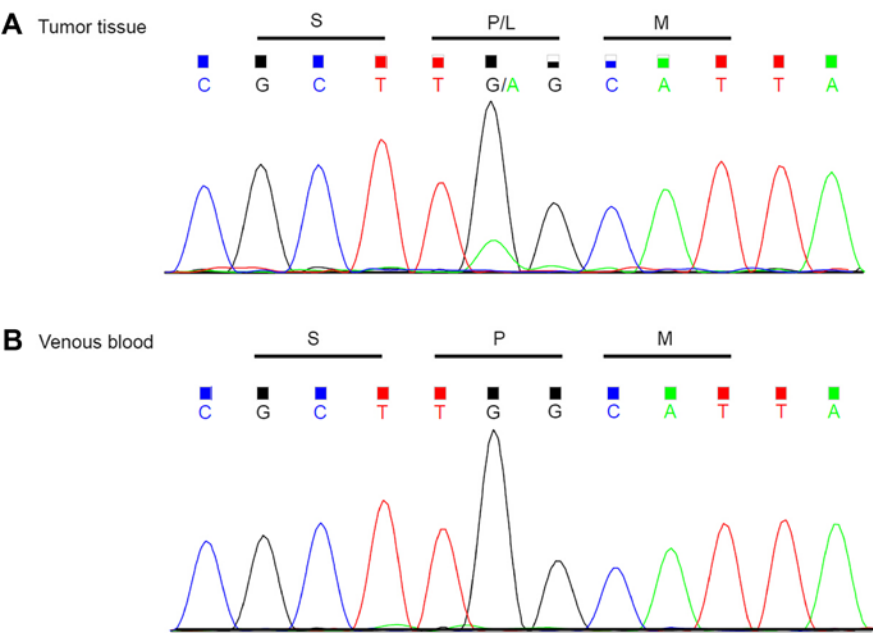 A Tumor tissue
S P/L M
C G C T T G/A G C A T T A
B Venous blood
S P M
C G C T T G G C A T T A